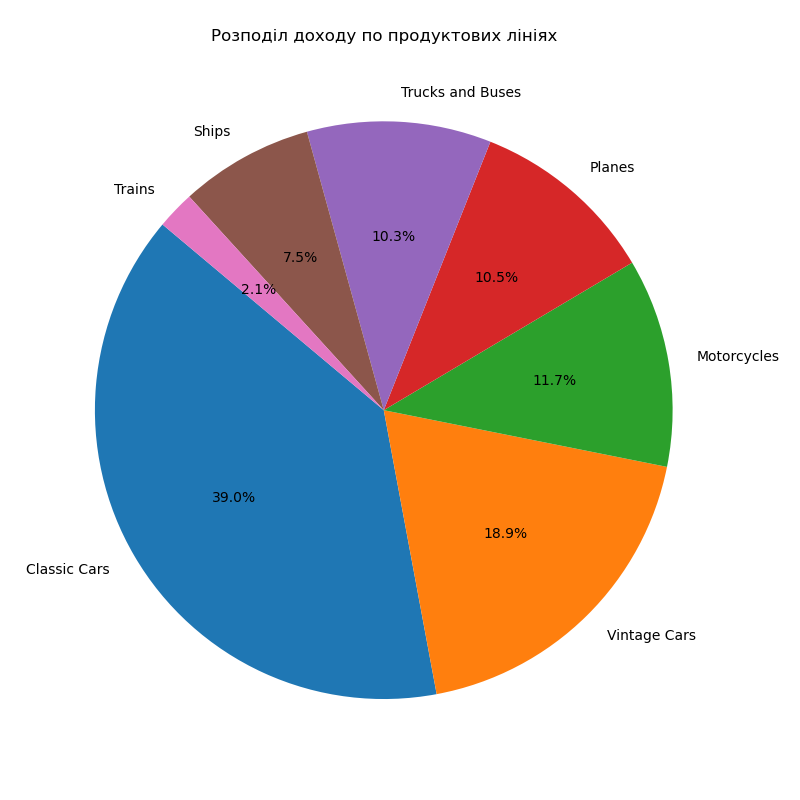 Розподіл доходу по продуктових лініях
Trucks and Buses
Ships
Planes
Trains
10.3%
7.5%
10.5%
2.1%
Motorcycles
11.7%
39.0%
18.9%
Classic Cars
Vintage Cars